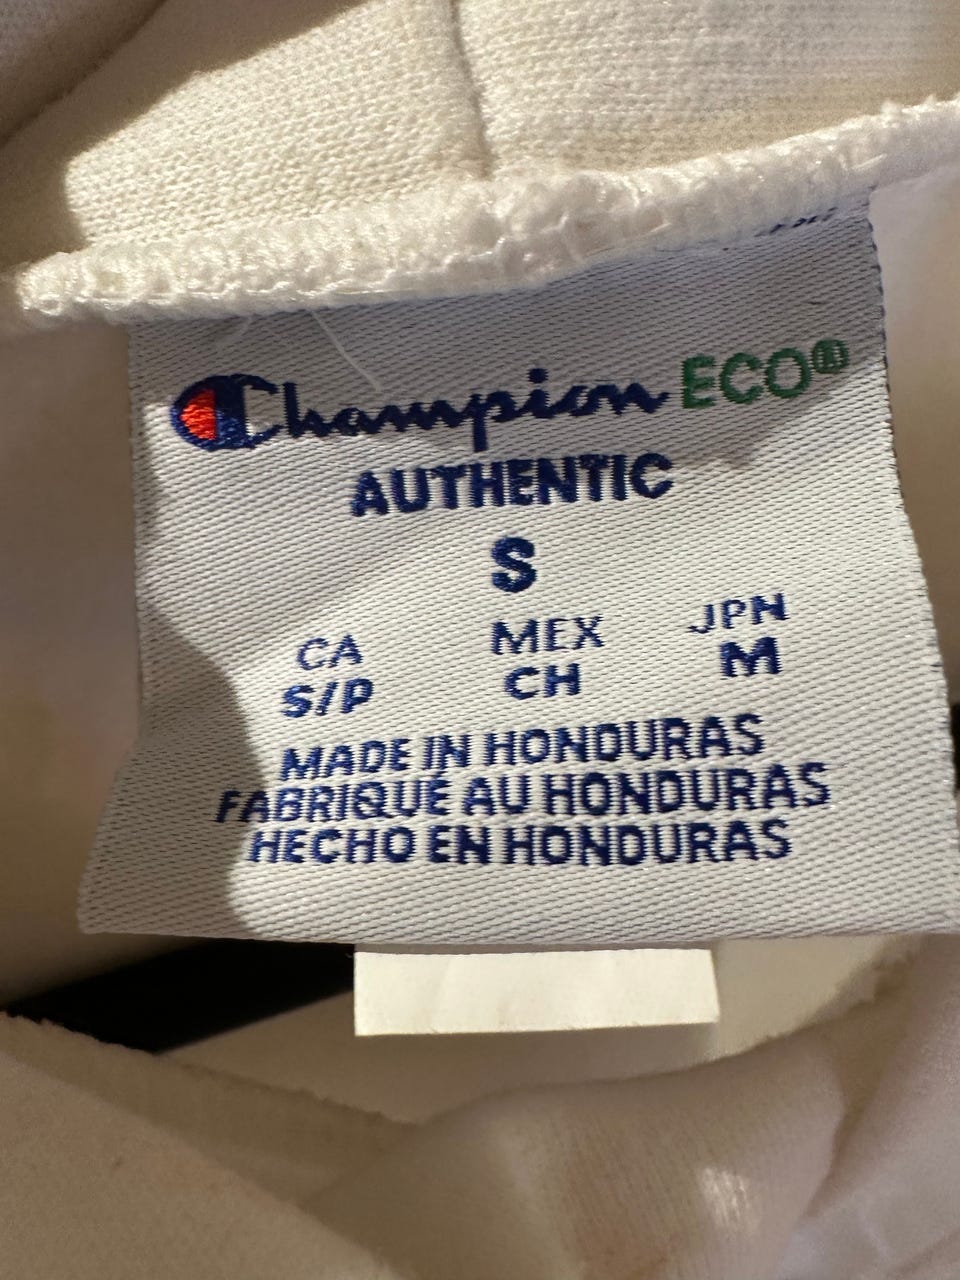 Champion ECO®
AUTHENTIC
S
CA MEX JPN
S/P CH M
MADE IN HONDURAS
FABRIQUÉ AU HONDURAS
HECHO EN HONDURAS